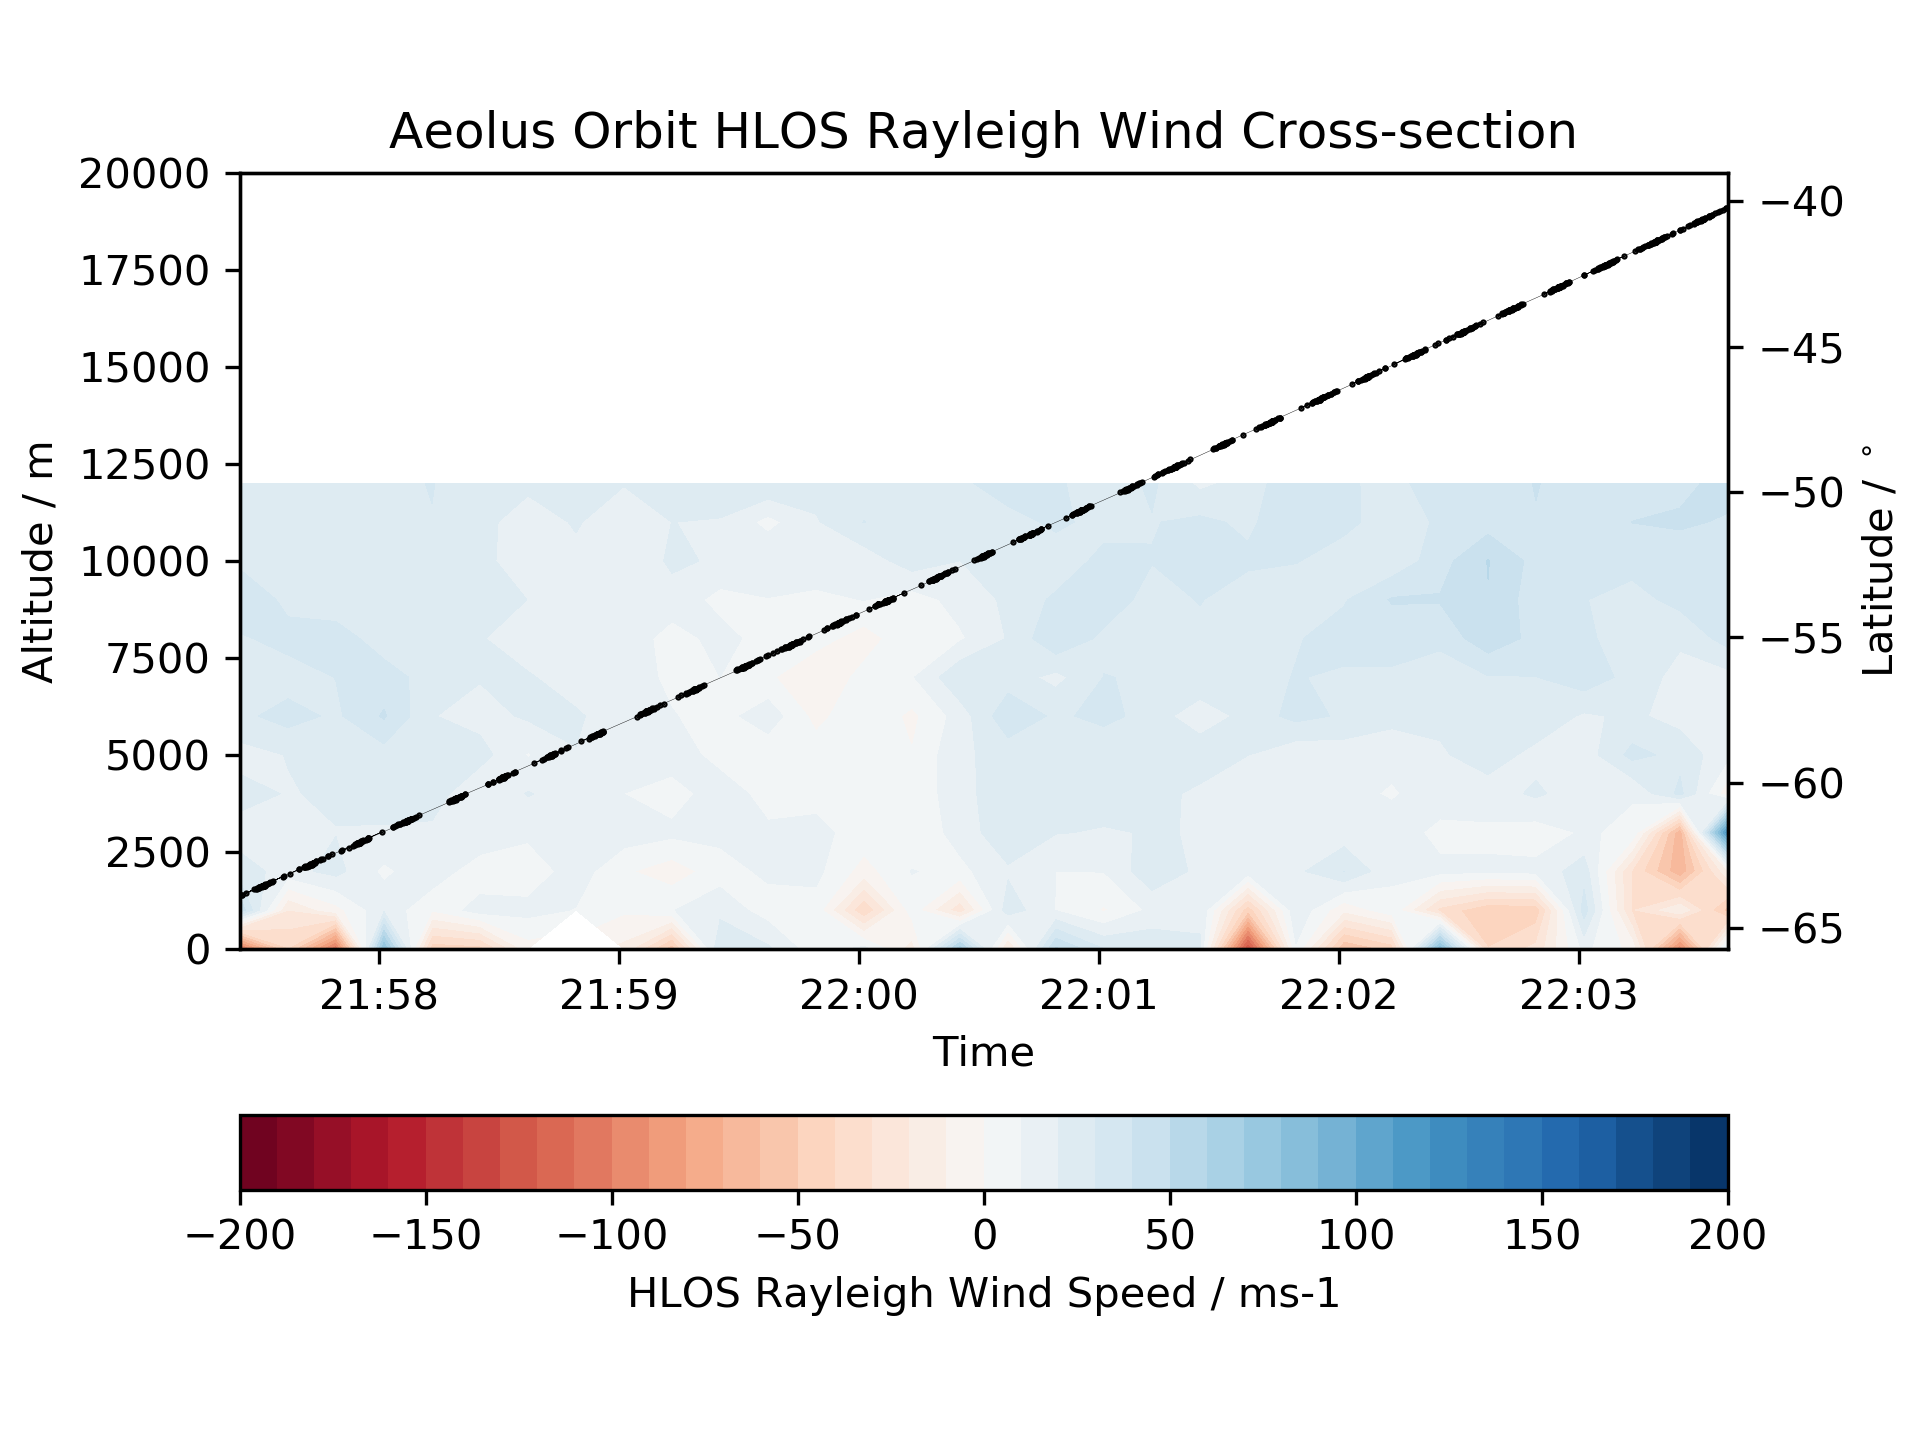 Aeolus Orbit HLOS Rayleigh Wind Cross-section
20000
17500
15000
12500
10000
7500
5000
2500
0
Altitude / m
−40
−45
−50
−55
−60
−65
Latitude / °
21:58 21:59 22:00 22:01 22:02 22:03
Time
−200 −150 −100 −50 0 50 100 150 200
HLOS Rayleigh Wind Speed / ms-1